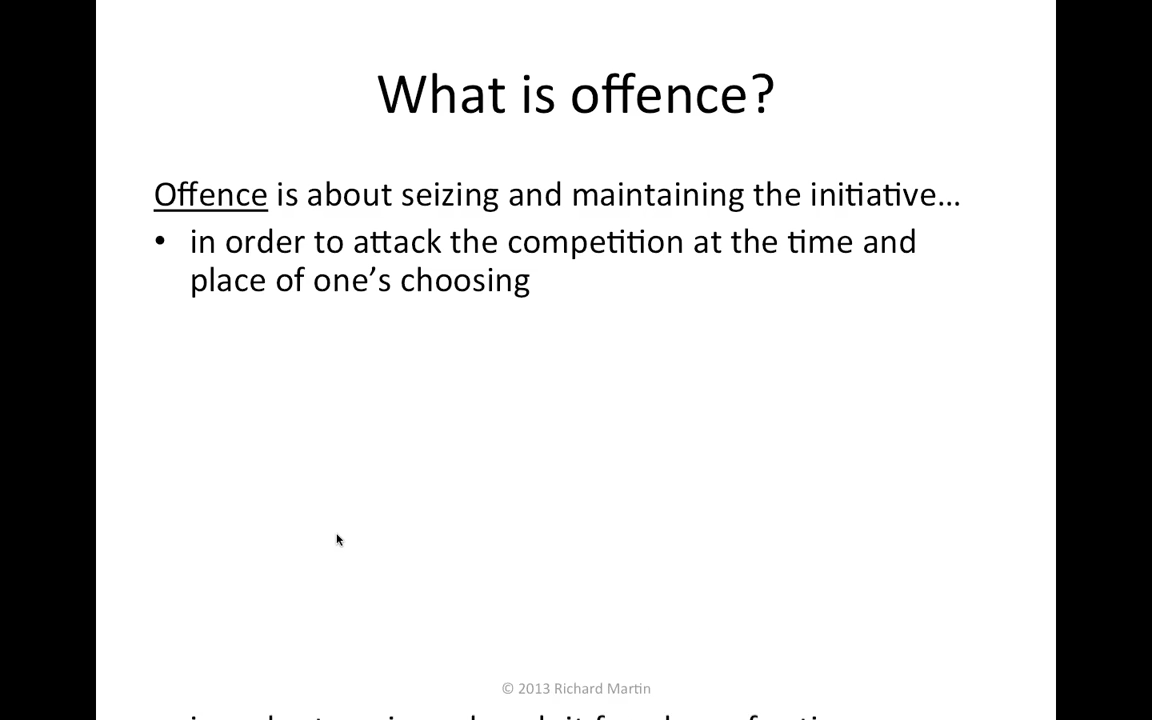 What is offence?
Offence is about seizing and maintaining the initiative…
• in order to attack the competition at the time and
place of one’s choosing
© 2013 Richard Martin